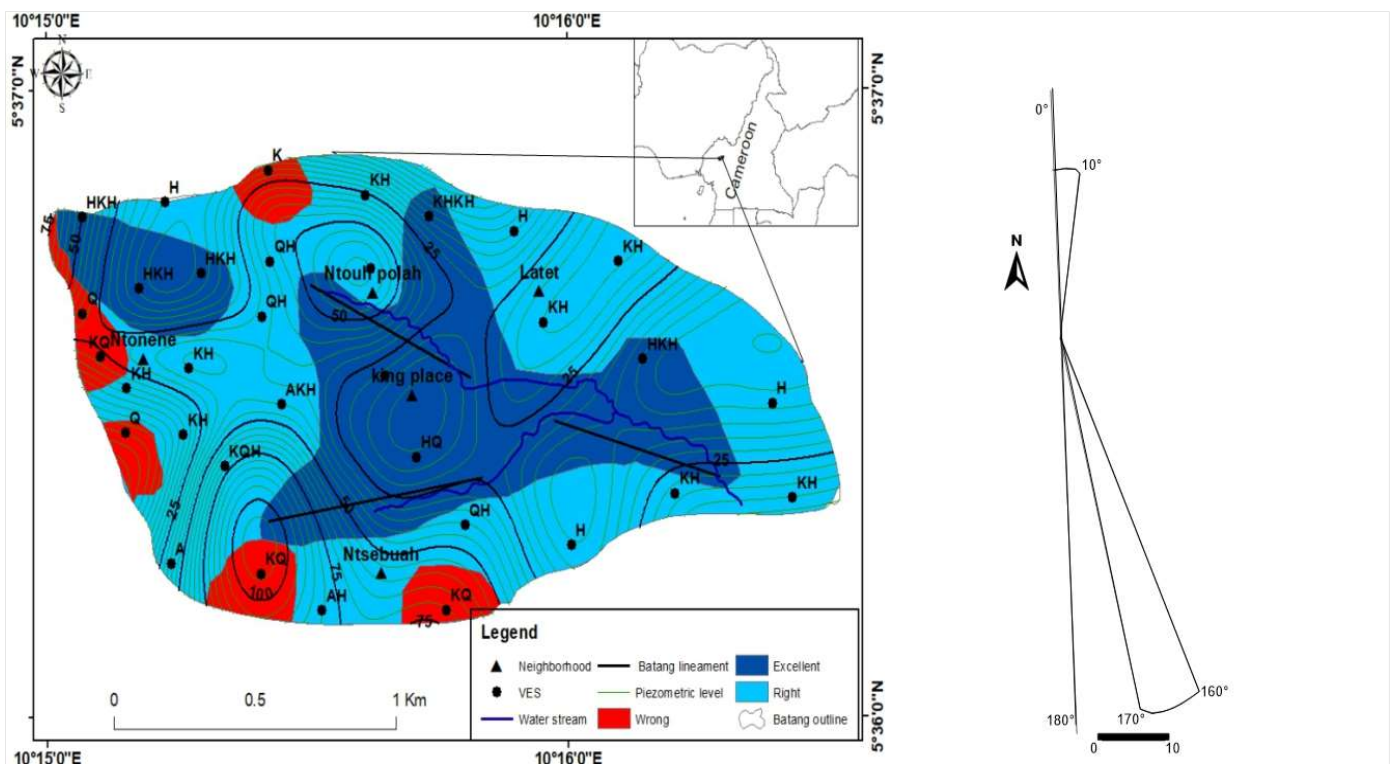 10°15'0"E
10°16'0"E
N
W
E
S
5°37'0"N
5°37'0"N
Cameroon
K
H
KH
HKH
KHKH
H
75
50
25
QH
KH
HKH
HKH
Ntouh polah
Latet
Q
QH
50
KH
KQ
Ntonene
KH
HKH
25
KH
king place
AKH
H
Q
KH
HQ
KQH
25
KH
KH
25
50
QH
H
A
KQ
Ntsebuah
75
100
AH
KQ
75
Legend
Neighborhood
Batang lineament
Excellent
VES
Piezometric level
Right
Water stream
Wrong
Batang outline
0
0.5
1 Km
5°36'0"N
10°15'0"E
10°16'0"E
0°
10°
N
160°
170°
180°
0
10